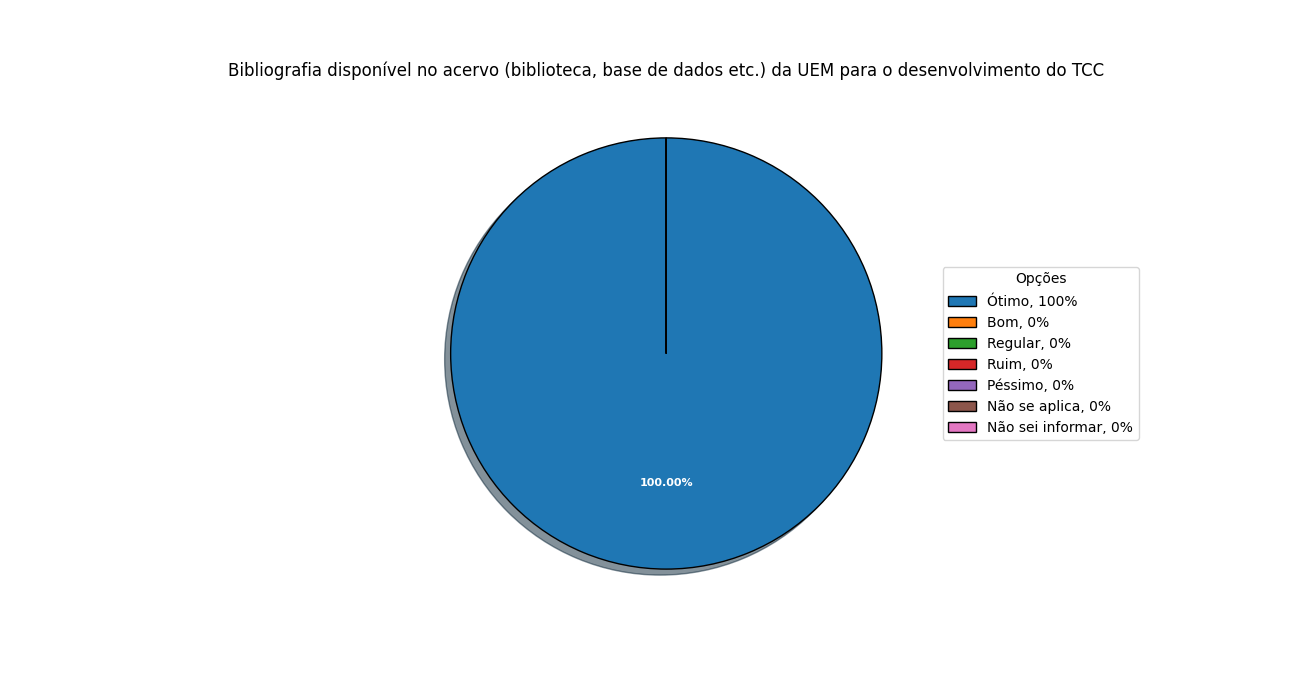 Bibliografia disponível no acervo (biblioteca, base de dados etc.) da UEM para o desenvolvimento do TCC
Opções
Ótimo, 100%
Bom, 0%
Regular, 0%
Ruim, 0%
Péssimo, 0%
Não se aplica, 0%
Não sei informar, 0%
100.00%